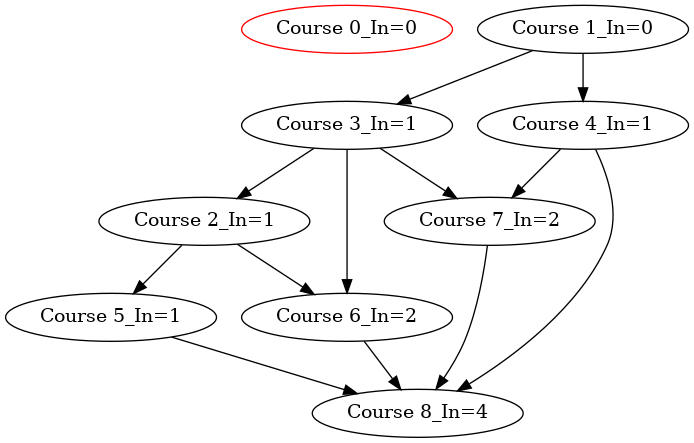 Course 0_In=0
Course 1_In=0
Course 3_In=1
Course 4_In=1
Course 2_In=1
Course 7_In=2
Course 5_In=1
Course 6_In=2
Course 8_In=4